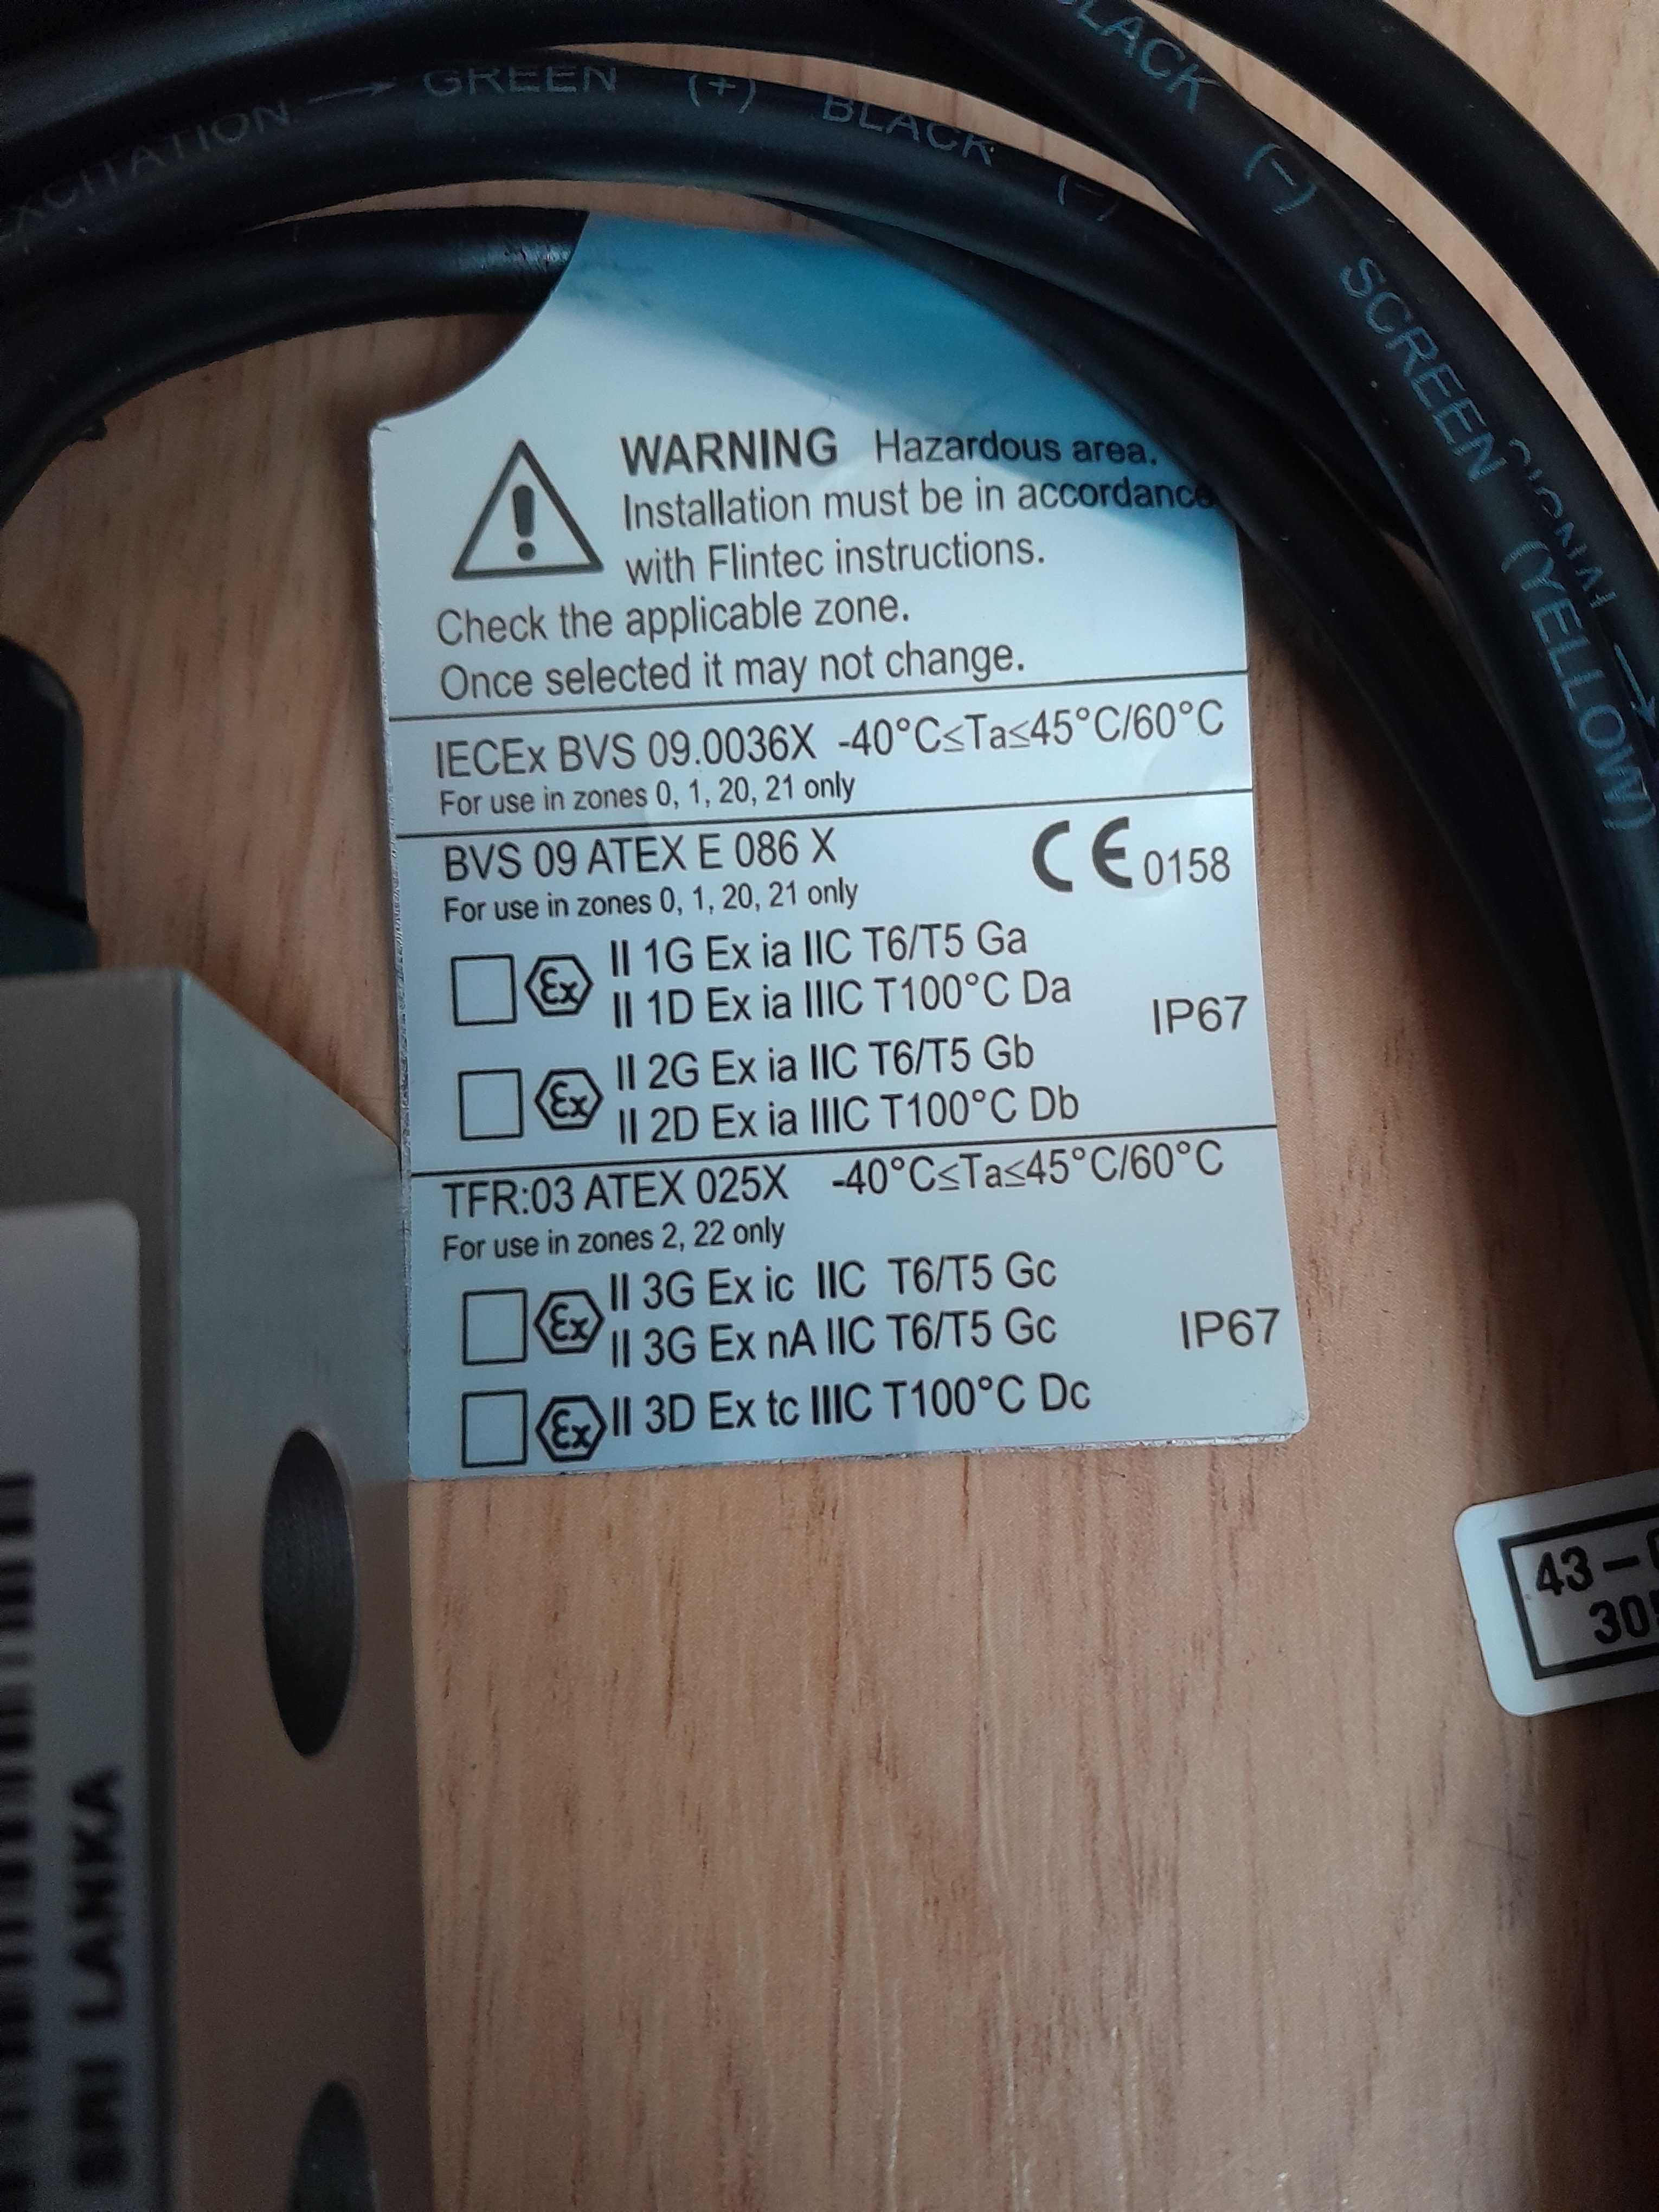 EXCITATION → GREEN (+) BLACK (-)
BLACK (-) SCREEN (YELLOW)
WARNING Hazardous area.
Installation must be in accordance
with Flintec instructions.
Check the applicable zone.
Once selected it may not change.
IECEx BVS 09.0036X -40°C≤Ta≤45°C/60°C
For use in zones 0, 1, 20, 21 only
BVS 09 ATEX E 086 X CE 0158
For use in zones 0, 1, 20, 21 only
Ex II 1G Ex ia IIC T6/T5 Ga
II 1D Ex ia IIIC T100°C Da
IP67
Ex II 2G Ex ia IIC T6/T5 Gb
II 2D Ex ia IIIC T100°C Db
TFR:03 ATEX 025X -40°C≤Ta≤45°C/60°C
For use in zones 2, 22 only
Ex II 3G Ex ic IIC T6/T5 Gc
II 3G Ex nA IIC T6/T5 Gc
IP67
Ex II 3D Ex tc IIIC T100°C Dc
43-
SRI LANKA